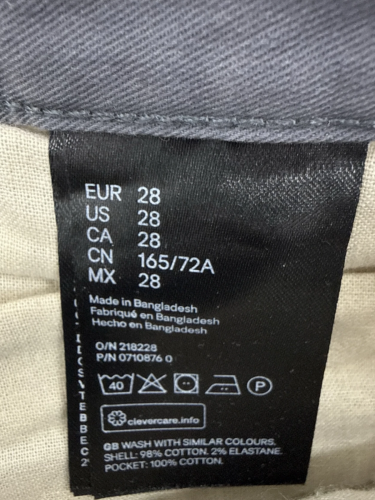 EUR 28
US 28
CA 28
CN 165/72A
MX 28
Made in Bangladesh
Fabriqué en Bangladesh
Hecho en Bangladesh
O/N 218228
P/N 0710876 0
40 P
clevercare.info
GB WASH WITH SIMILAR COLOURS.
SHELL: 98% COTTON. 2% ELASTANE.
POCKET: 100% COTTON.